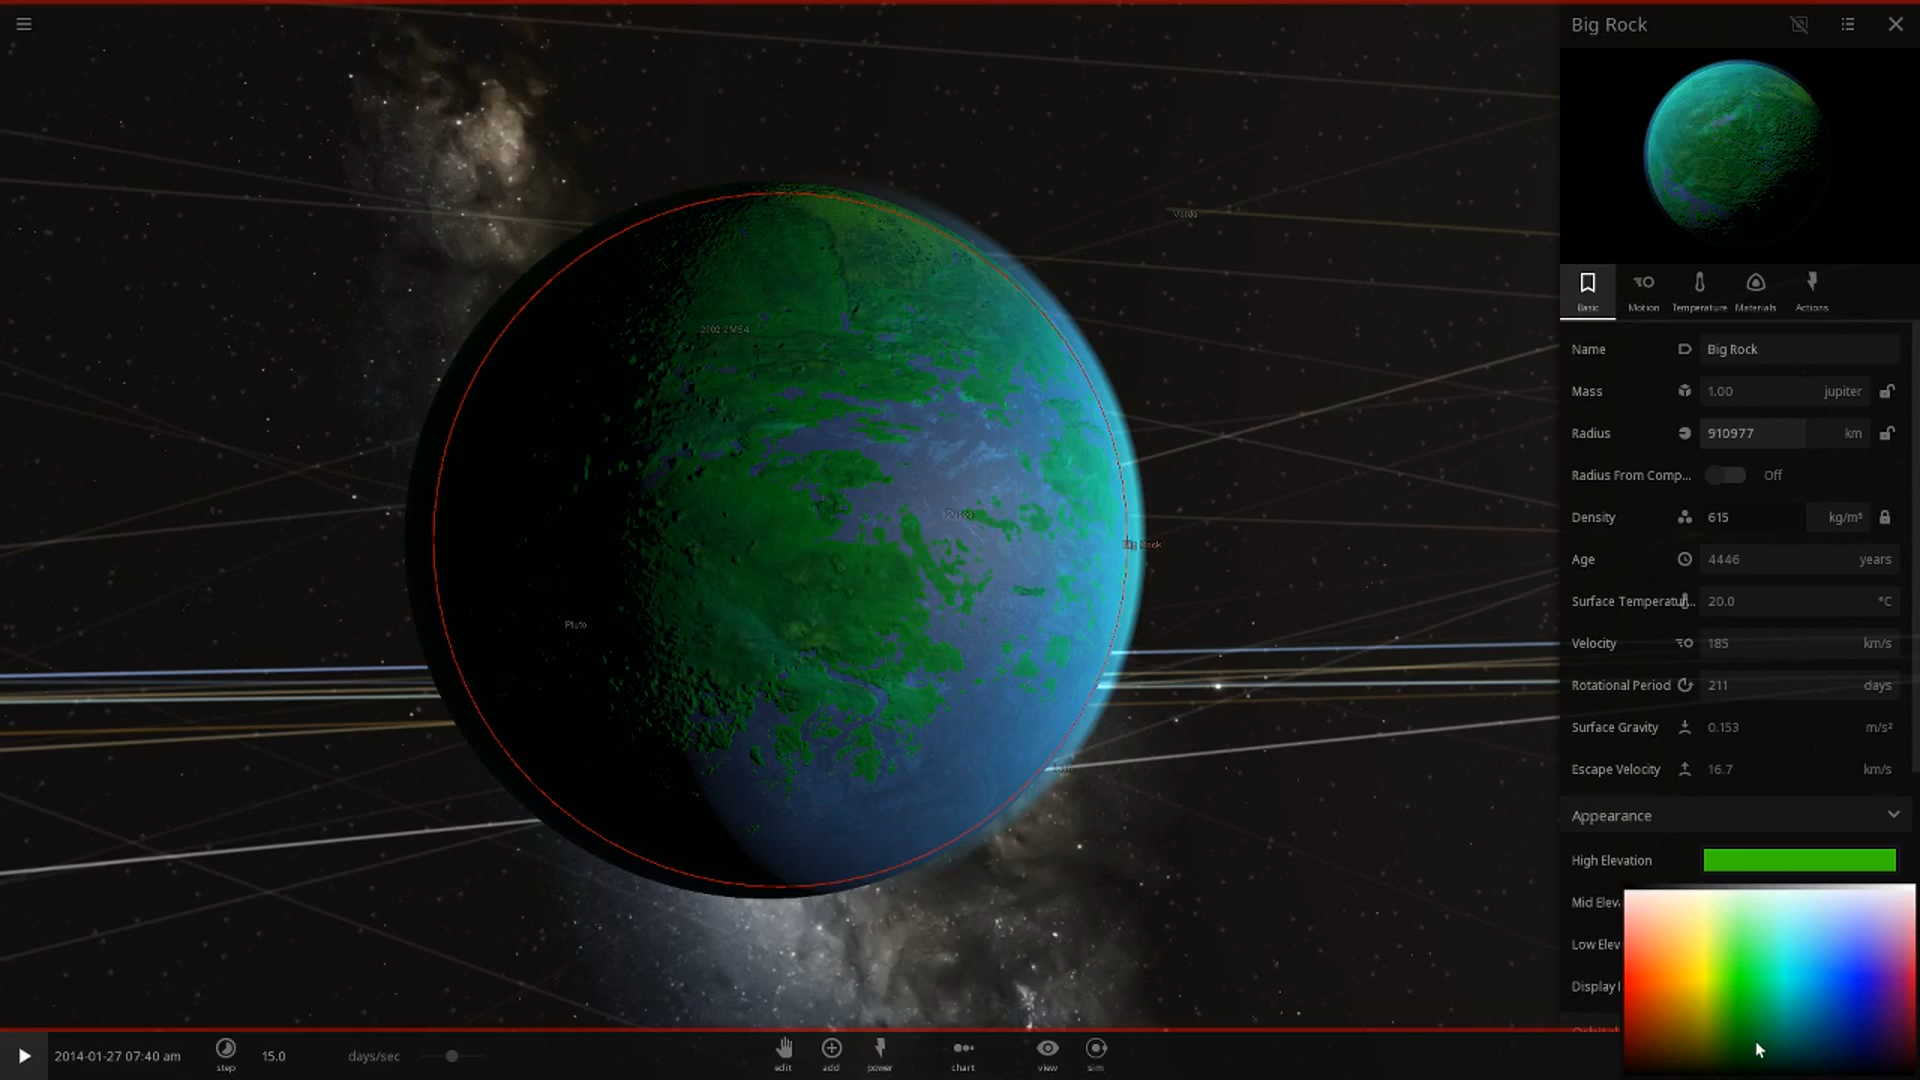 Big Rock
Basic
Motion
Temperature
Materials
Actions
Name Big Rock
Mass 1.00 jupiter
Radius 910977 km
Radius From Comp... Off
Density 615 kg/m³
Age 4446 years
Surface Temperatur... 20.0 °C
Velocity 185 km/s
Rotational Period 211 days
Surface Gravity 0.153 m/s²
Escape Velocity 16.7 km/s
Appearance
High Elevation
Mid Elev
Low Elev
Display
2002 MS4
Pluto
2014-01-27 07:40 am
step
15.0 days/sec
edit
add
power
chart
view
sim